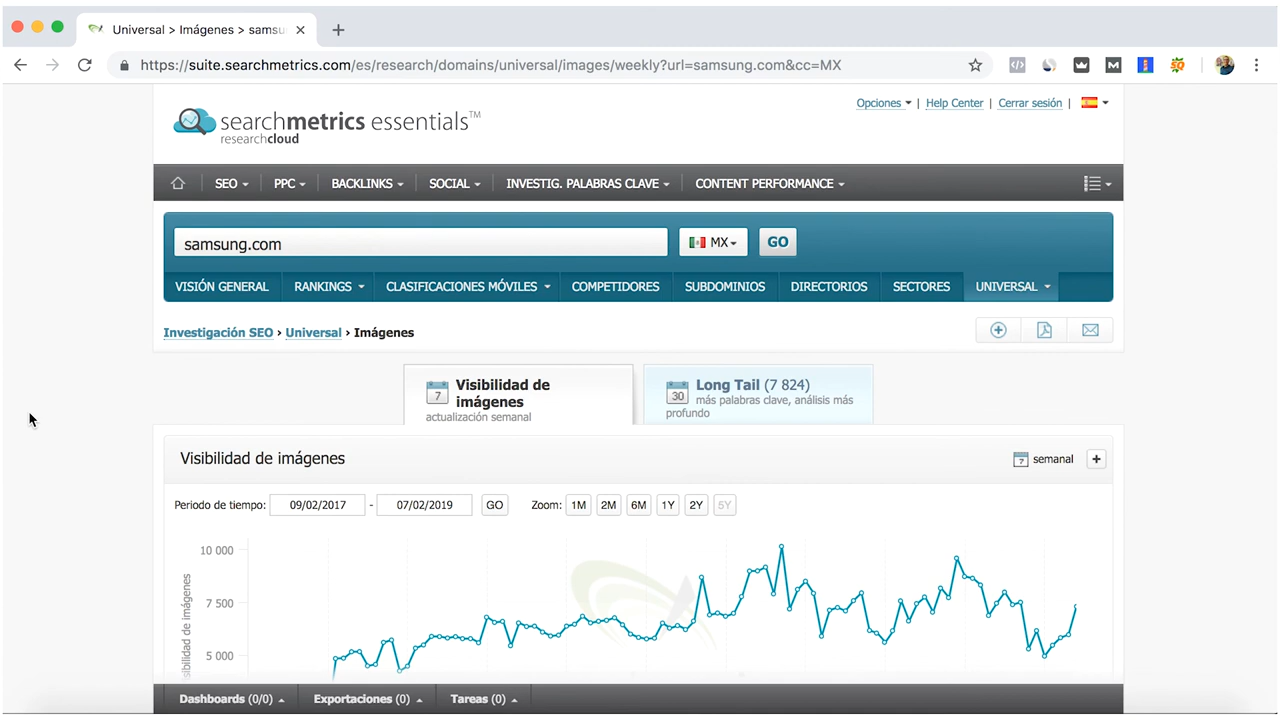 Universal > Imágenes > samsu
https://suite.searchmetrics.com/es/research/domains/universal/images/weekly?url=samsung.com&cc=MX
Opciones | Help Center | Cerrar sesión |
searchmetrics essentials™
researchcloud
SEO PPC BACKLINKS SOCIAL INVESTIG. PALABRAS CLAVE CONTENT PERFORMANCE
samsung.com MX GO
VISIÓN GENERAL RANKINGS CLASIFICACIONES MÓVILES COMPETIDORES SUBDOMINIOS DIRECTORIOS SECTORES UNIVERSAL
Investigación SEO › Universal › Imágenes
7 Visibilidad de
imágenes
actualización semanal
30 Long Tail (7 824)
más palabras clave, análisis más
profundo
Visibilidad de imágenes
7 semanal +
Periodo de tiempo: 09/02/2017 - 07/02/2019 GO Zoom: 1M 2M 6M 1Y 2Y 5Y
10 000
7 500
5 000
sibilidad de imágenes
Dashboards (0/0) Exportaciones (0) Tareas (0)